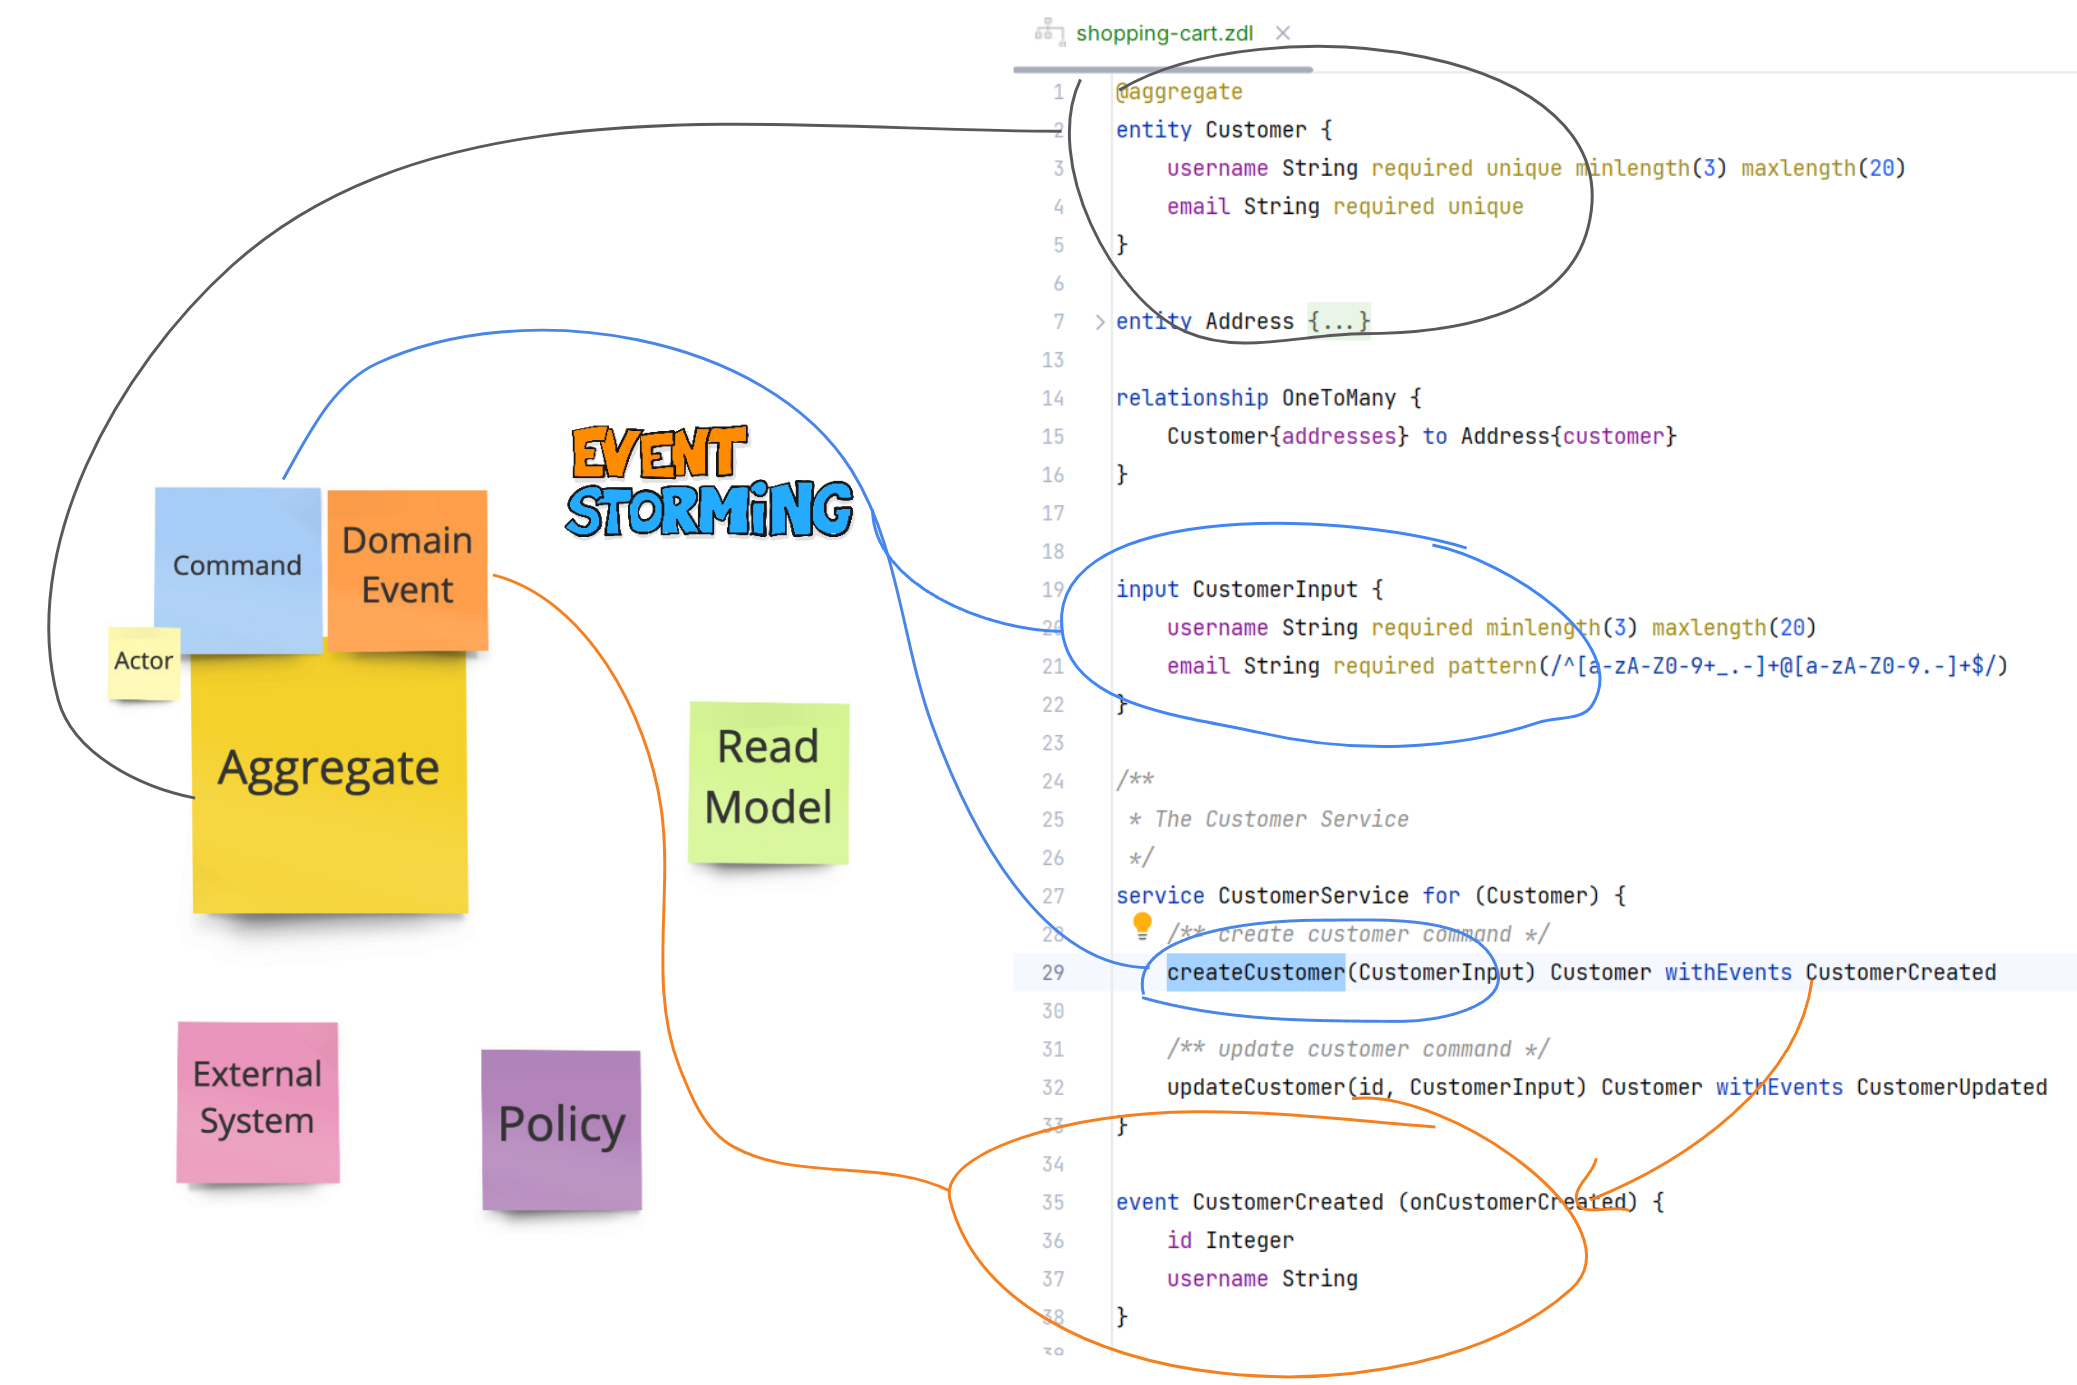 shopping-cart.zdl
1 @aggregate
2 entity Customer {
3 username String required unique minlength(3) maxlength(20)
4 email String required unique
5 }
6
7 entity Address {...}
13
14 relationship OneToMany {
15 Customer{addresses} to Address{customer}
16 }
17
18
19 input CustomerInput {
20 username String required minlength(3) maxlength(20)
21 email String required pattern(/^[a-zA-Z0-9+_.-]+@[a-zA-Z0-9.-]+$/)
22 }
23
24 /**
25 * The Customer Service
26 */
27 service CustomerService for (Customer) {
28 /** create customer command */
29 createCustomer(CustomerInput) Customer withEvents CustomerCreated
30
31 /** update customer command */
32 updateCustomer(id, CustomerInput) Customer withEvents CustomerUpdated
33 }
34
35 event CustomerCreated (onCustomerCreated) {
36 id Integer
37 username String
38 }
39
EVENT
STORMING
Command
Domain
Event
Actor
Aggregate
Read
Model
External
System
Policy